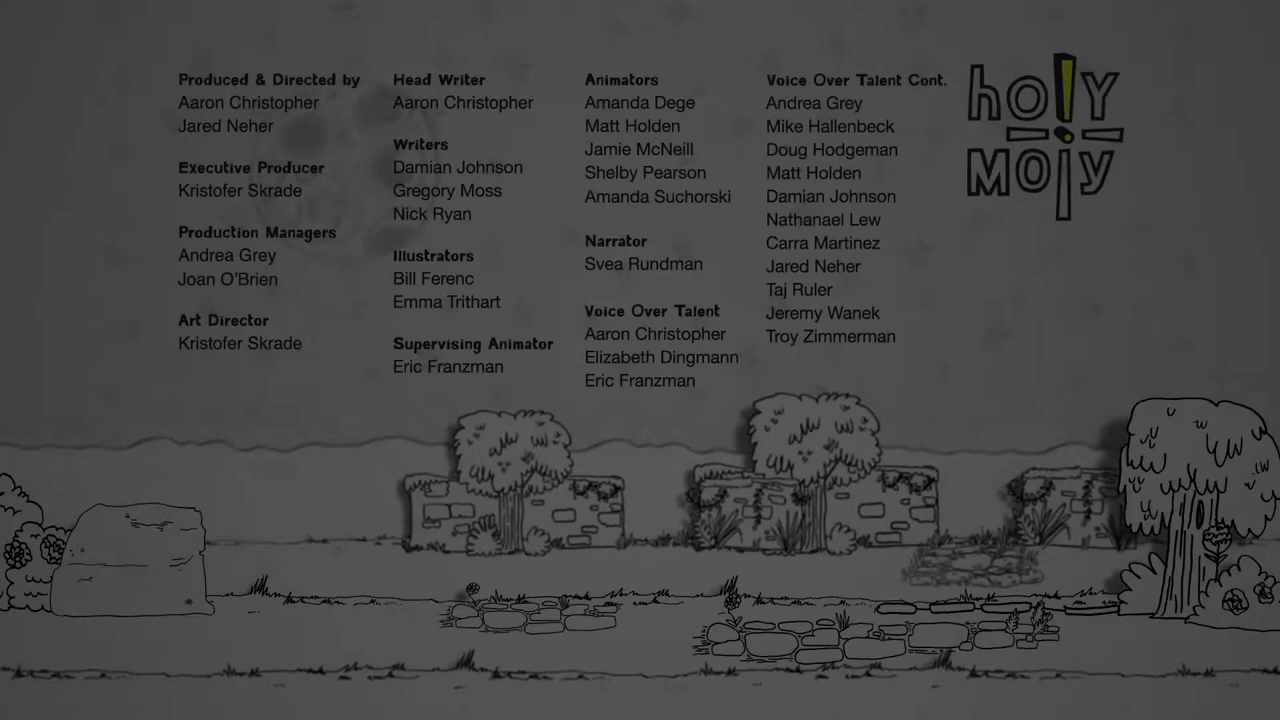 Produced & Directed by
Aaron Christopher
Jared Neher
Executive Producer
Kristofer Skrade
Production Managers
Andrea Grey
Joan O'Brien
Art Director
Kristofer Skrade
Head Writer
Aaron Christopher
Writers
Damian Johnson
Gregory Moss
Nick Ryan
Illustrators
Bill Ferenc
Emma Trithart
Supervising Animator
Eric Franzman
Animators
Amanda Dege
Matt Holden
Jamie McNeill
Shelby Pearson
Amanda Suchorski
Narrator
Svea Rundman
Voice Over Talent
Aaron Christopher
Elizabeth Dingmann
Eric Franzman
Voice Over Talent Cont.
Andrea Grey
Mike Hallenbeck
Doug Hodgeman
Matt Holden
Damian Johnson
Nathanael Lew
Carra Martinez
Jared Neher
Taj Ruler
Jeremy Wanek
Troy Zimmerman
ho!Y
MOiy